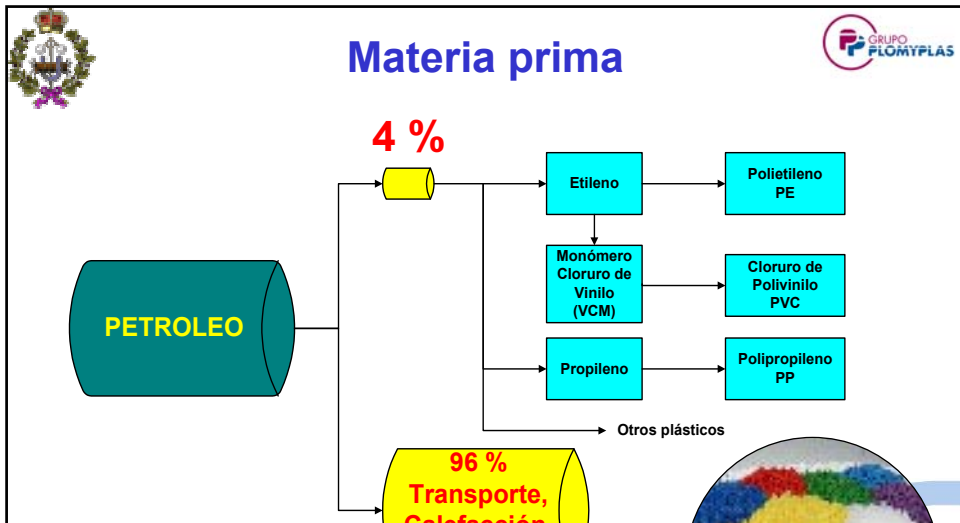 Materia prima
GRUPO
PLOMYPLAS
4 %
Etileno
Polietileno
PE
Monómero
Cloruro de
Vinilo
(VCM)
Cloruro de
Polivinilo
PVC
PETROLEO
Propileno
Polipropileno
PP
Otros plásticos
96 %
Transporte,
Calefacción,